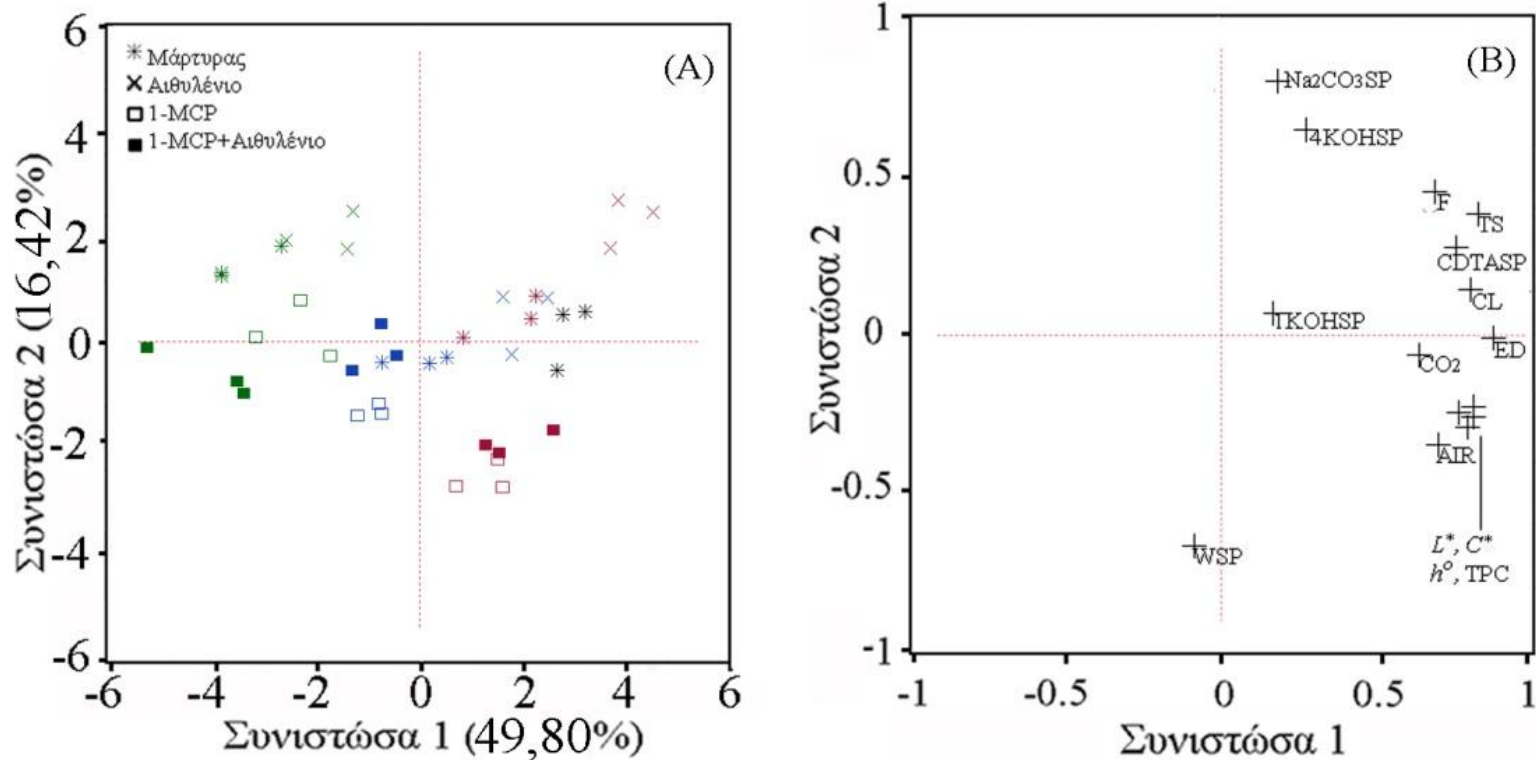 6
4
2
0
-2
-4
-6
Συνιστώσα 2 (16,42%)
Μάρτυρας
Αιθυλένιο
1-MCP
1-MCP+Αιθυλένιο
(A)
-6
-4
-2
0
2
4
6
Συνιστώσα 1 (49,80%)
1
0.5
0
-0.5
-1
Συνιστώσα 2
(B)
Na2CO3SP
4KOHSP
F
TS
CDTASP
CL
1KOHSP
ED
CO2
AIR
L*, C*
hº, TPC
WSP
-1
-0.5
0
0.5
1
Συνιστώσα 1